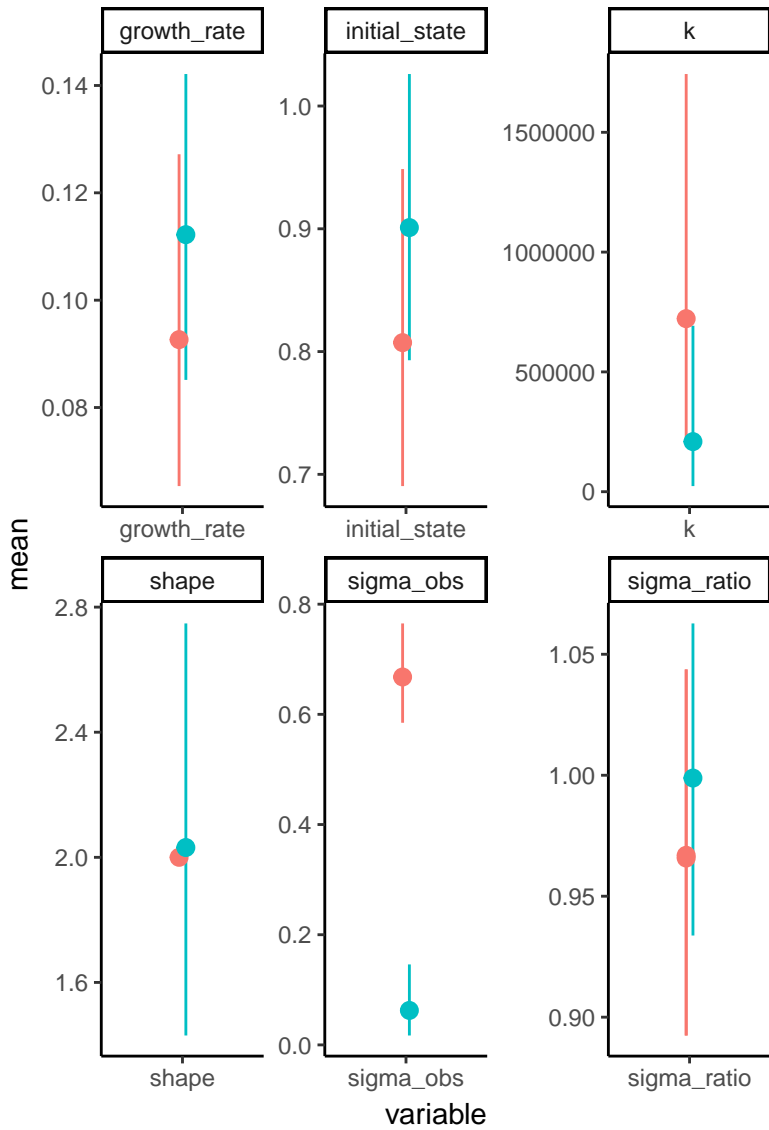 growth_rate
initial_state
k
0.14
0.12
0.10
0.08
1.0
0.9
0.8
0.7
1500000
1000000
500000
0
growth_rate
initial_state
k
mean
shape
sigma_obs
sigma_ratio
2.8
2.4
2.0
1.6
0.8
0.6
0.4
0.2
0.0
1.05
1.00
0.95
0.90
shape
sigma_obs
sigma_ratio
variable